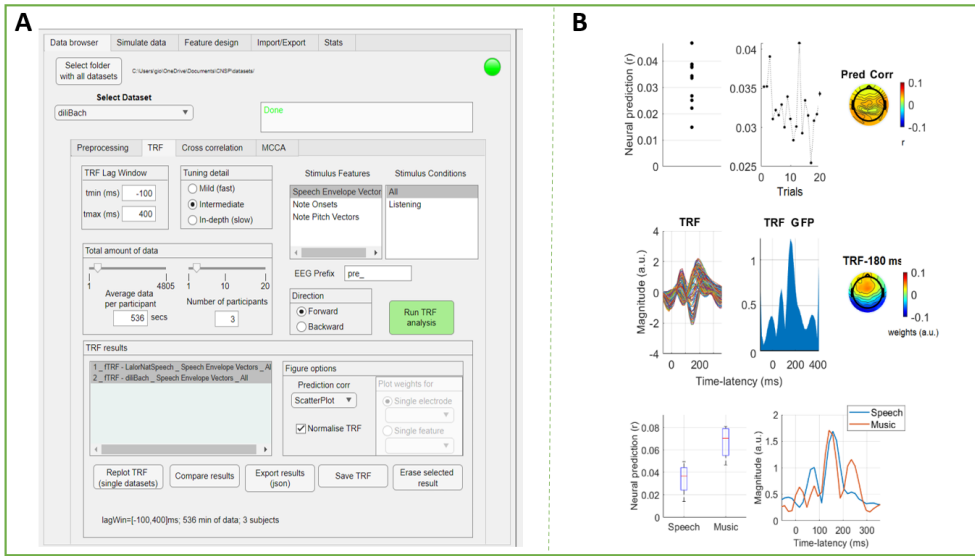 A
Data browser Simulate data Feature design Import/Export Stats
Select folder
with all datasets
Select Dataset
diliBach
Done
Preprocessing TRF Cross correlation MCCA
TRF Lag Window
tmin (ms) -100
tmax (ms) 400
Tuning detail
Mild (fast)
Intermediate
In-depth (slow)
Stimulus Features
Speech Envelope Vector
Note Onsets
Note Pitch Vectors
Stimulus Conditions
All
Listening
Total amount of data
1 4805
Average data
per participant
536 secs
1 10 20
Number of participants
3
EEG Prefix pre_
Direction
Forward
Backward
Run TRF
analysis
TRF results
1 _ fTRF - LalorNatSpeech _ Speech Envelope Vectors _ Al
2 _ fTRF - diliBach _ Speech Envelope Vectors _ All
Figure options
Prediction corr
ScatterPlot
Normalise TRF
Plot weights for
Single electrode
Single feature
Replot TRF
(single datasets)
Compare results
Export results
(json)
Save TRF
Erase selected
result
lagWin=[-100,400]ms; 536 min of data; 3 subjects
B
Neural prediction (r)
0.05
0.04
0.03
0.02
0.01
0
0.04
0.035
0.03
0.025
0 10 20
Trials
Pred Corr
0.1
0
-0.1
r
TRF
Magnitude (a.u.)
4
2
0
-2
-4
0 200
TRF GFP
1
0.5
0
0 200 400
Time-latency (ms)
TRF-180 ms
0.1
0
-0.1
weights (a.u.)
Neural prediction (r)
0.08
0.06
0.04
0.02
0
Speech Music
Magnitude (a.u.)
2
1.5
1
0.5
0
0 100 200 300
Time-latency (ms)
Speech
Music